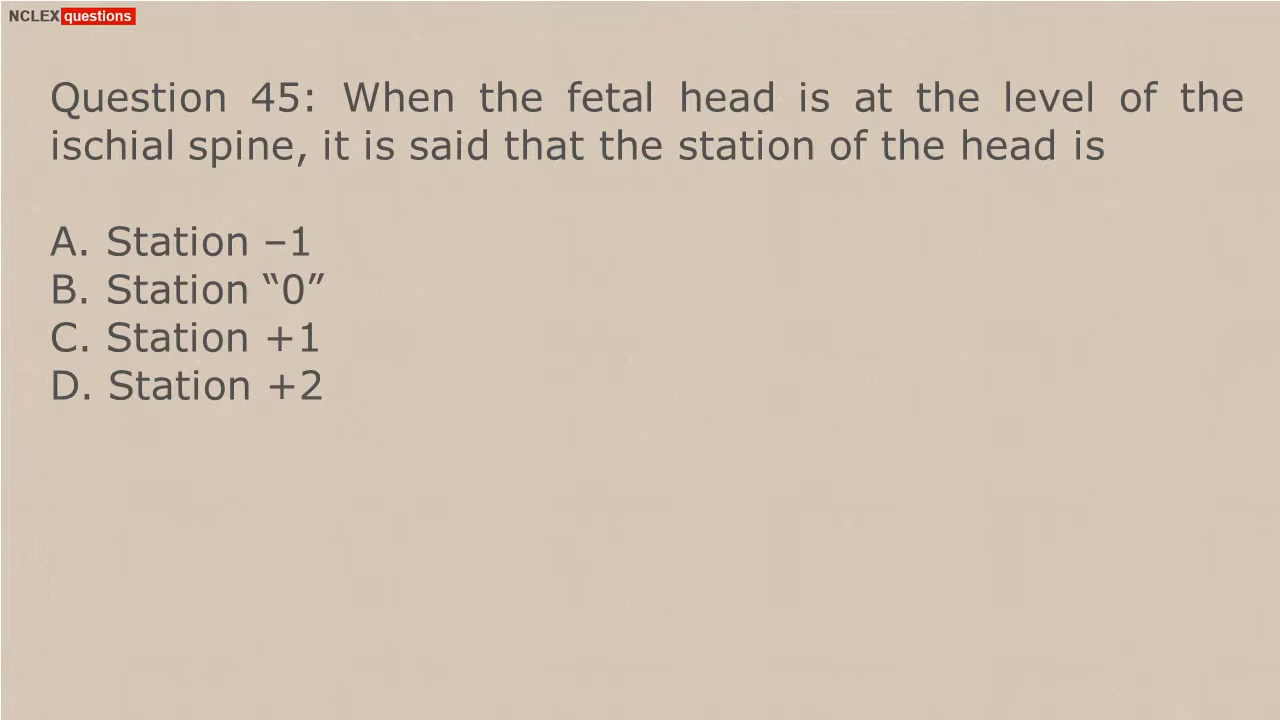 NCLEX questions
Question 45: When the fetal head is at the level of the
ischial spine, it is said that the station of the head is
A. Station –1
B. Station “0”
C. Station +1
D. Station +2